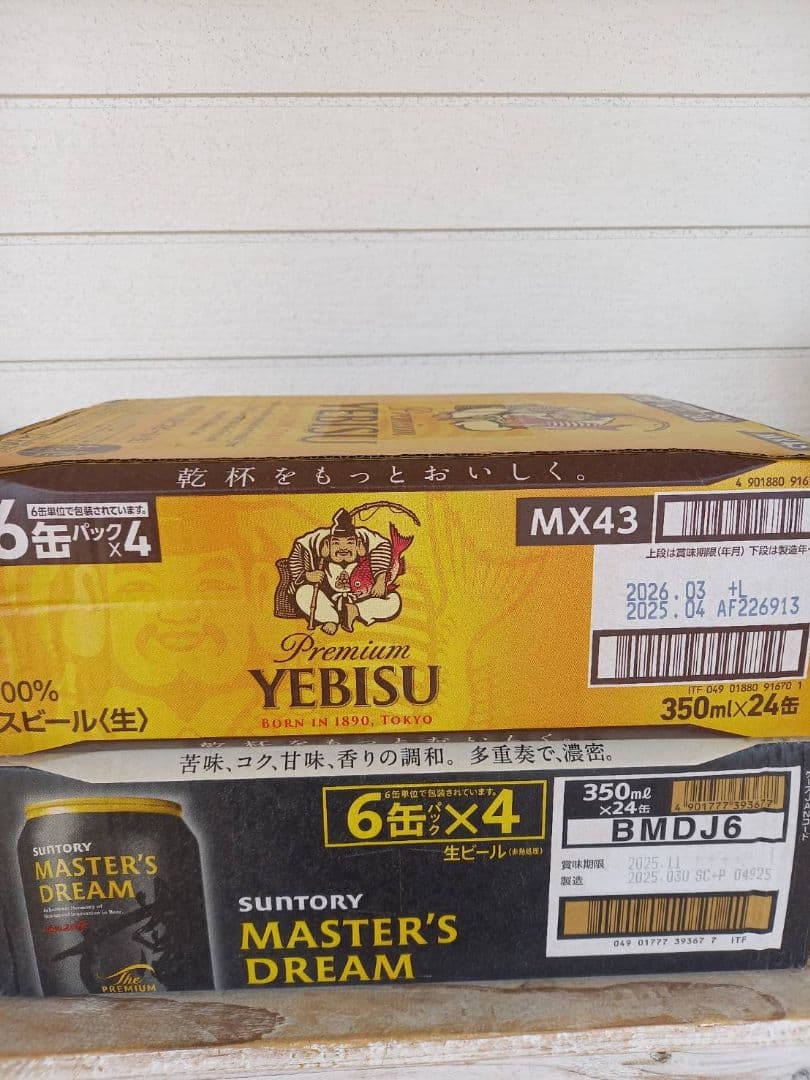 YEBISU
乾杯をもっとおいしく。
4 901880 916
6缶パック×4
6缶単位で包装されています。
MX43
上段は賞味期限(年月) 下段は製造年
2026.03 +L
2025.04 AF226913
ITF 049 01880 91670 1
350ml×24缶
Premium
YEBISU
BORN IN 1890, TOKYO
00%
スビール〈生〉
苦味、コク、甘味、香りの調和。多重奏で、濃密。
6缶単位で包装されています。
6缶パック×4
生ビール(非熱処理)
350ml
×24缶
4 901777 393677
BMDJ6
賞味期限 2025.11
製造 2025.03U SC+P 04925
049 01777 39367 7 ITF
SUNTORY
MASTER'S
DREAM
The
PREMIUM
SUNTORY
MASTER'S
DREAM